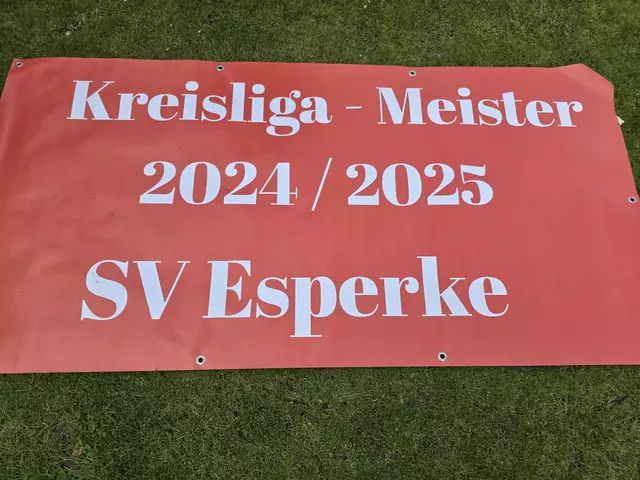 Kreisliga - Meister
2024 / 2025
SV Esperke